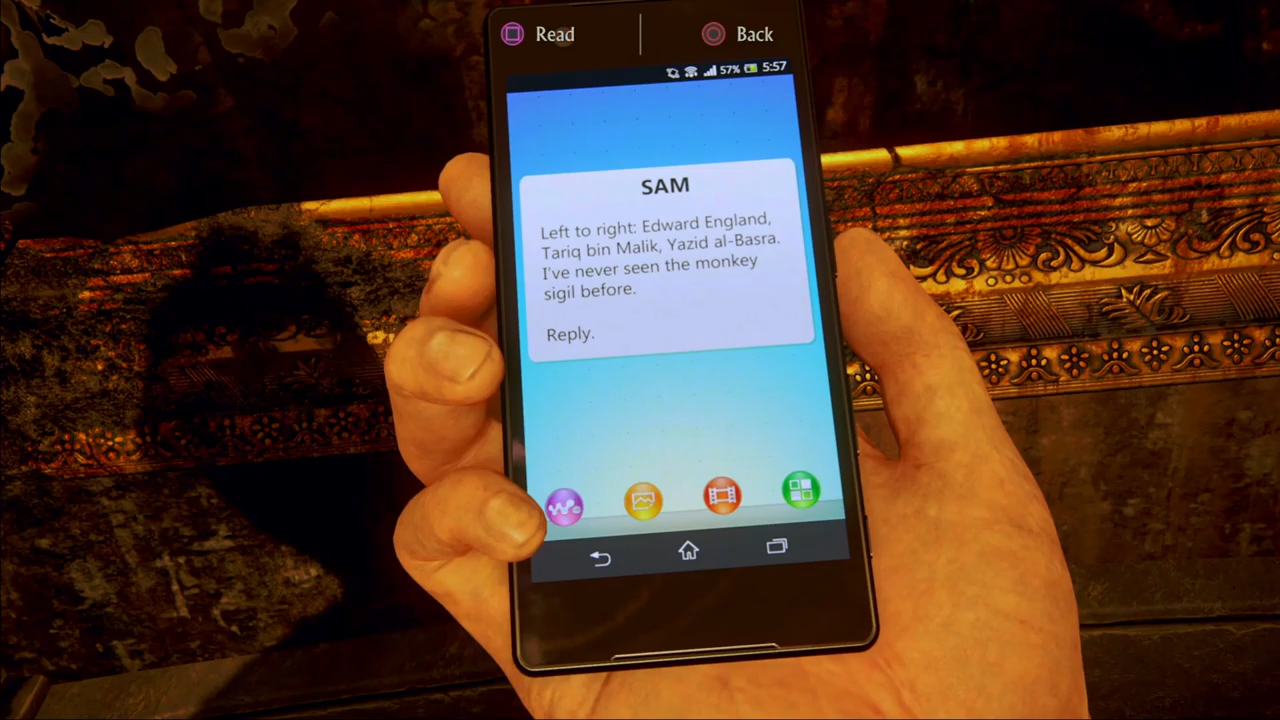 Read
Back
57% 5:57
SAM
Left to right: Edward England,
Tariq bin Malik, Yazid al-Basra.
I've never seen the monkey
sigil before.
Reply.